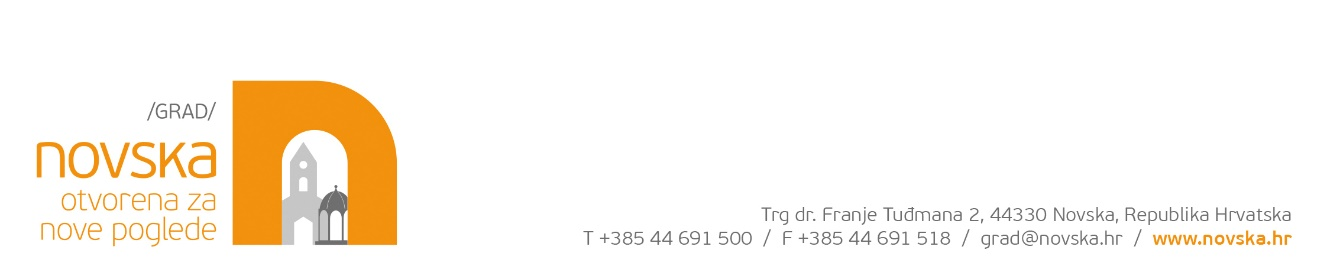 /GRAD/
novska
otvorena za
nove poglede
Trg dr. Franje Tuđmana 2, 44330 Novska, Republika Hrvatska
T +385 44 691 500 / F +385 44 691 518 / grad@novska.hr / www.novska.hr